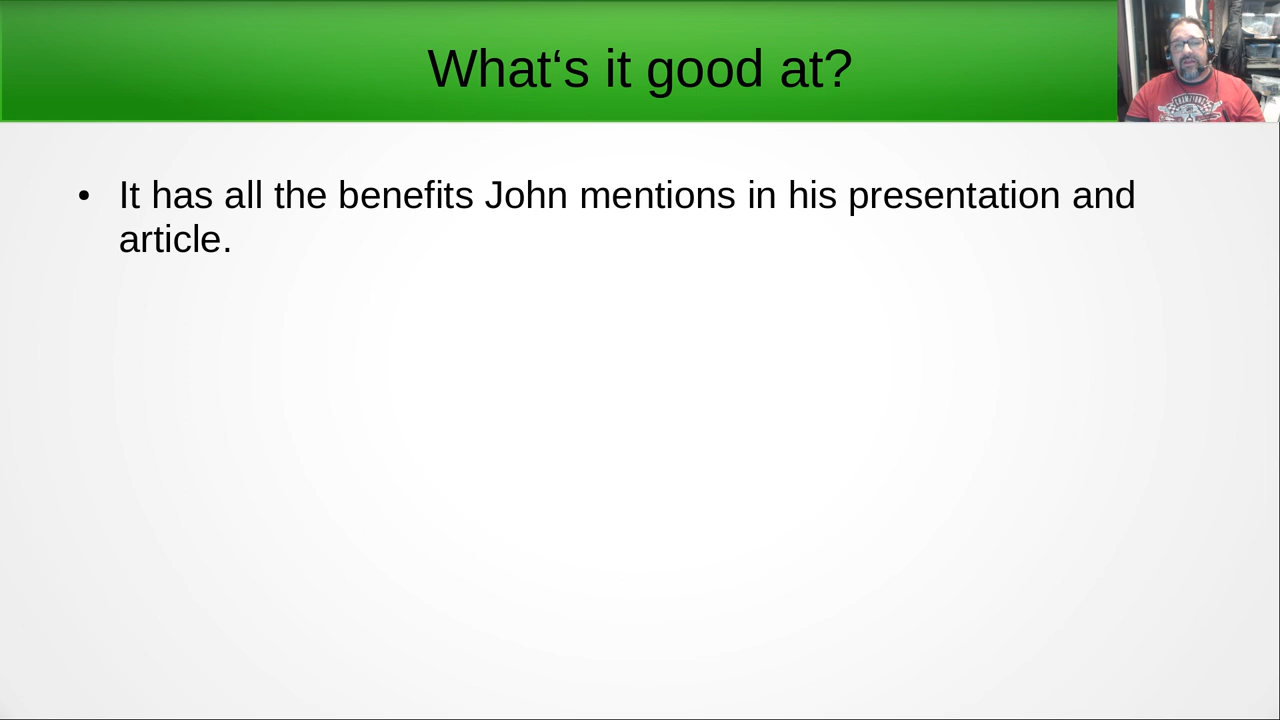 What‘s it good at?
• It has all the benefits John mentions in his presentation and
article.